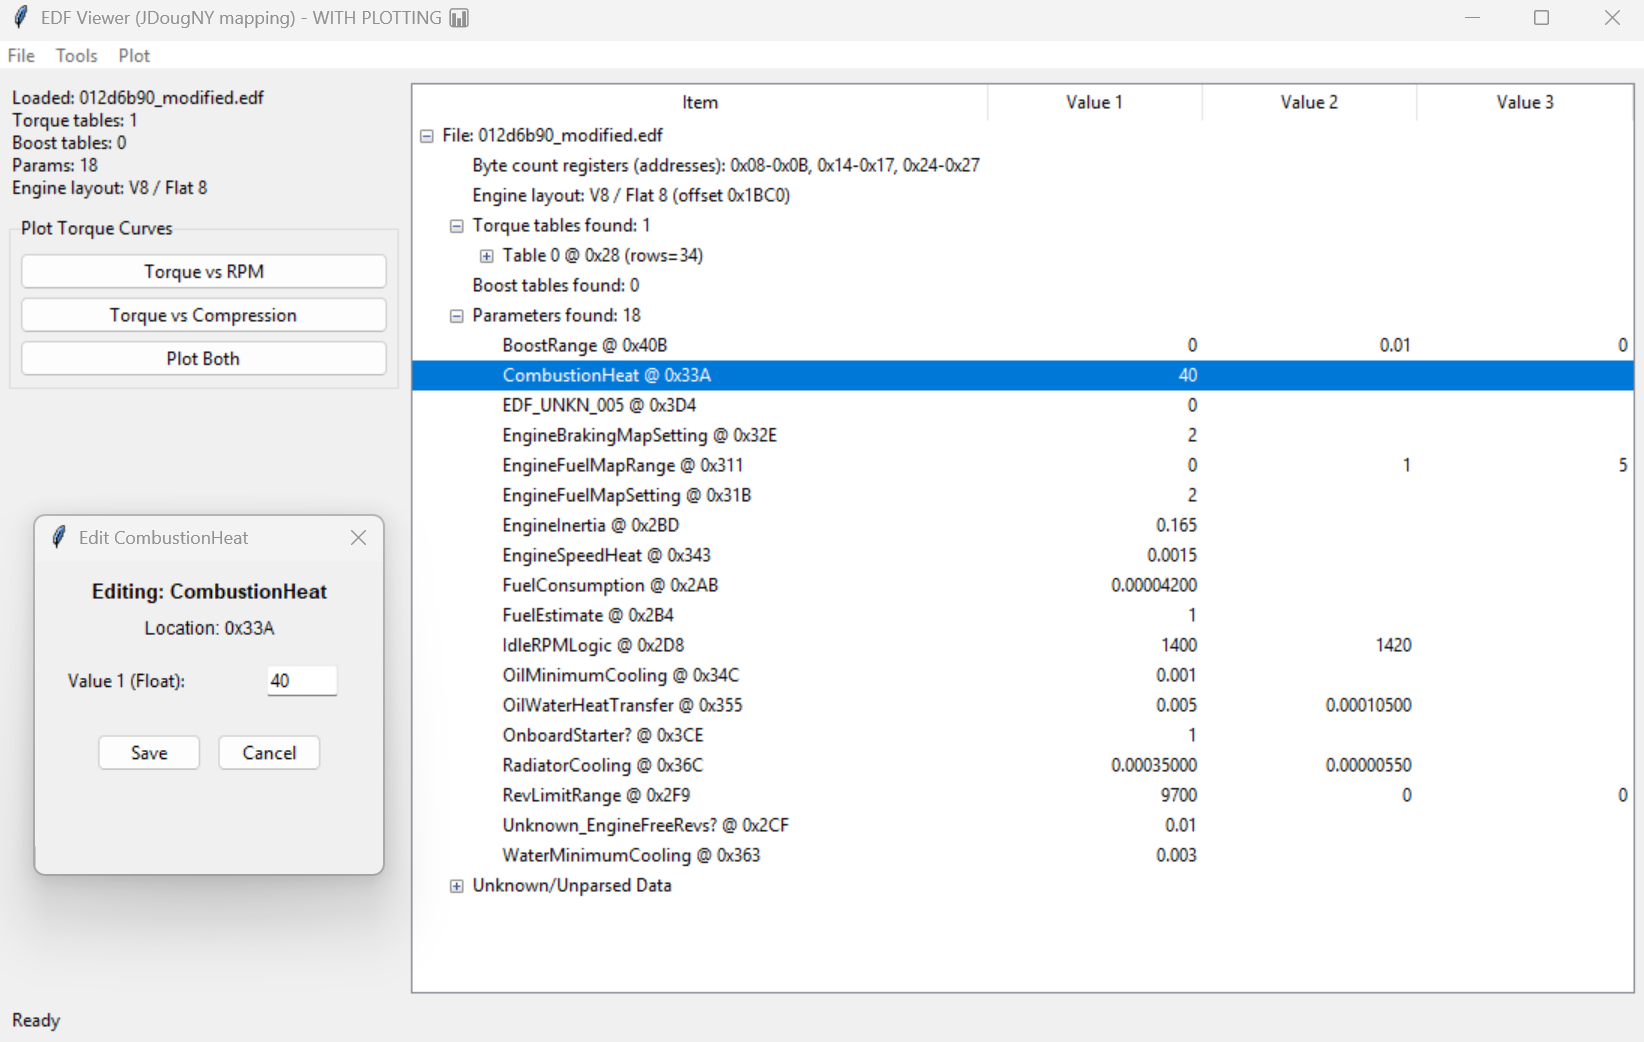 EDF Viewer (JDougNY mapping) - WITH PLOTTING
File Tools Plot
Loaded: 012d6b90_modified.edf
Torque tables: 1
Boost tables: 0
Params: 18
Engine layout: V8 / Flat 8
Plot Torque Curves
Torque vs RPM
Torque vs Compression
Plot Both
Edit CombustionHeat
Editing: CombustionHeat
Location: 0x33A
Value 1 (Float): 40
Save Cancel
Item Value 1 Value 2 Value 3
File: 012d6b90_modified.edf
Byte count registers (addresses): 0x08-0x0B, 0x14-0x17, 0x24-0x27
Engine layout: V8 / Flat 8 (offset 0x1BC0)
Torque tables found: 1
Table 0 @ 0x28 (rows=34)
Boost tables found: 0
Parameters found: 18
BoostRange @ 0x40B 0 0.01 0
CombustionHeat @ 0x33A 40
EDF_UNKN_005 @ 0x3D4 0
EngineBrakingMapSetting @ 0x32E 2
EngineFuelMapRange @ 0x311 0 1 5
EngineFuelMapSetting @ 0x31B 2
EngineInertia @ 0x2BD 0.165
EngineSpeedHeat @ 0x343 0.0015
FuelConsumption @ 0x2AB 0.00004200
FuelEstimate @ 0x2B4 1
IdleRPMLogic @ 0x2D8 1400 1420
OilMinimumCooling @ 0x34C 0.001
OilWaterHeatTransfer @ 0x355 0.005 0.00010500
OnboardStarter? @ 0x3CE 1
RadiatorCooling @ 0x36C 0.00035000 0.00000550
RevLimitRange @ 0x2F9 9700 0 0
Unknown_EngineFreeRevs? @ 0x2CF 0.01
WaterMinimumCooling @ 0x363 0.003
Unknown/Unparsed Data
Ready